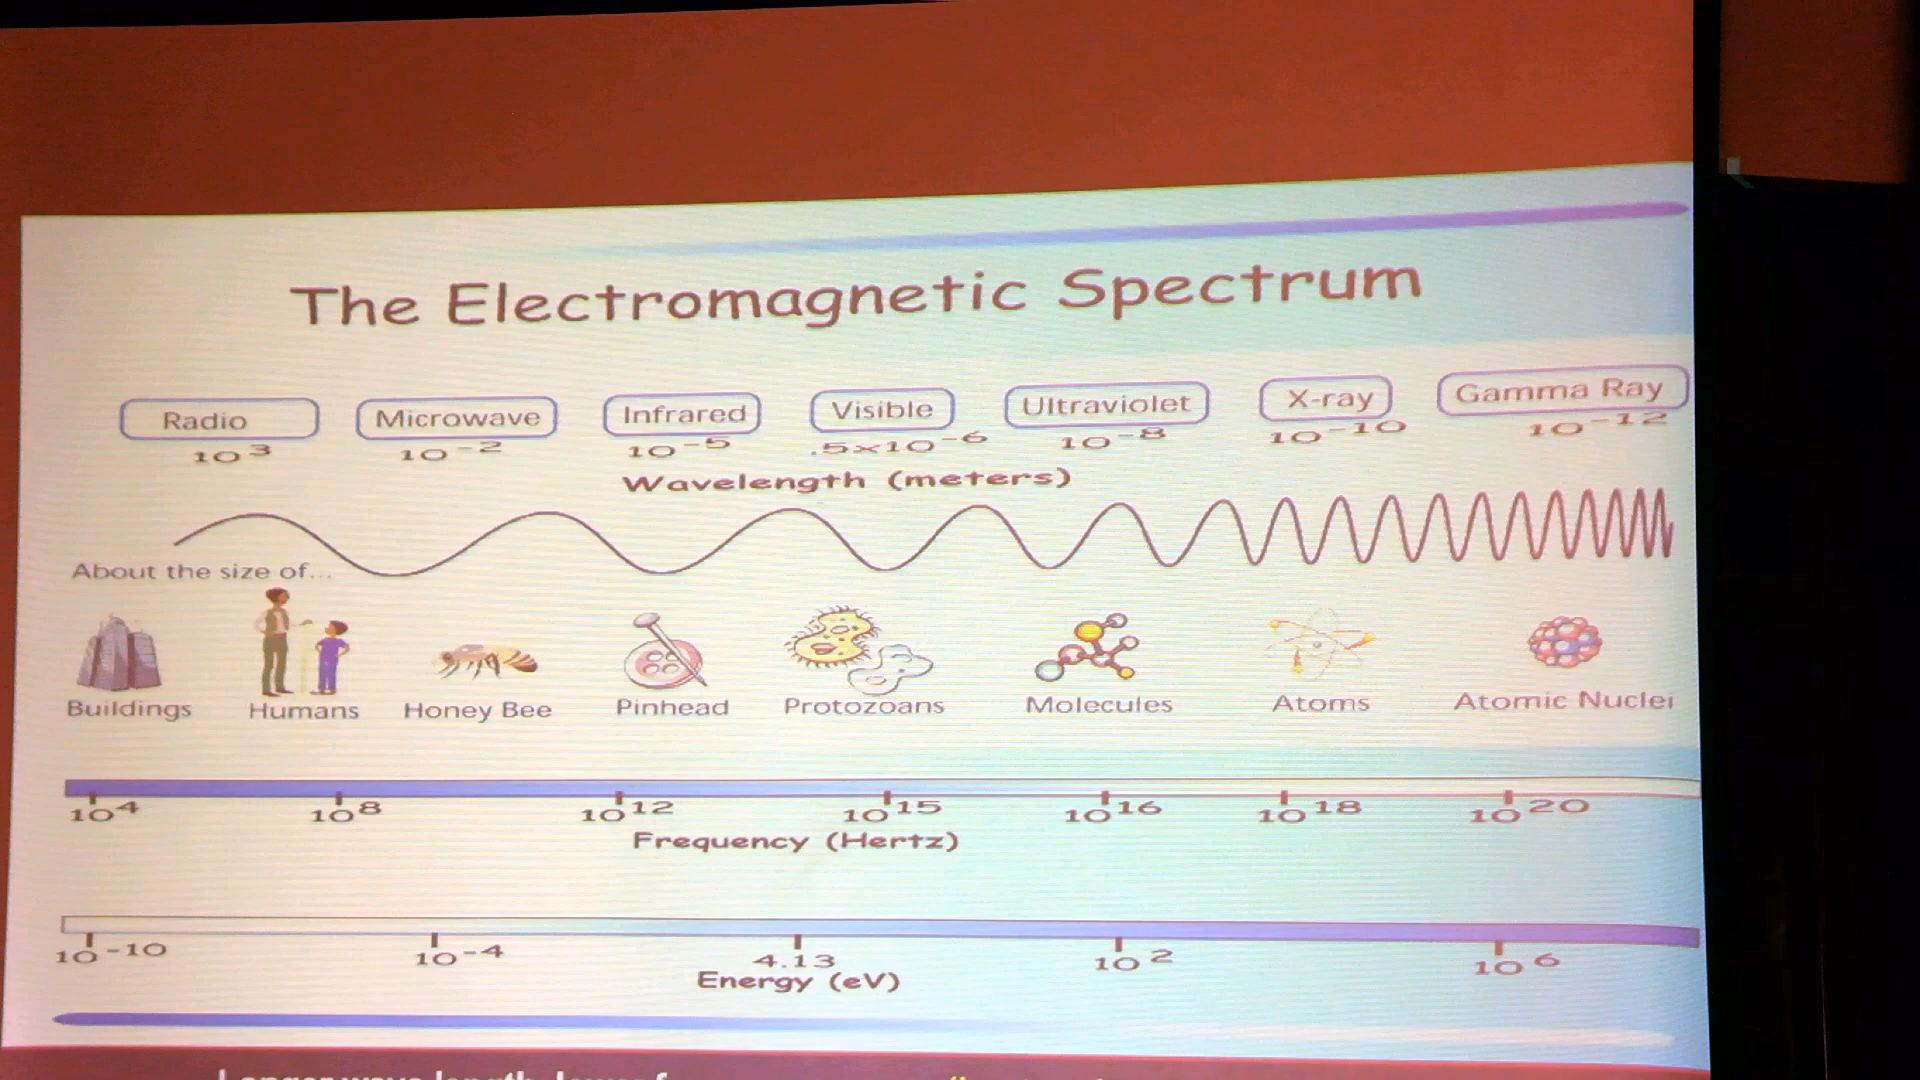 The Electromagnetic Spectrum
Radio Microwave Infrared Visible Ultraviolet X-ray Gamma Ray
10³ 10⁻² 10⁻⁵ .5x10⁻⁶ 10⁻⁸ 10⁻¹⁰ 10⁻¹²
Wavelength (meters)
About the size of...
Buildings Humans Honey Bee Pinhead Protozoans Molecules Atoms Atomic Nuclei
10⁴ 10⁸ 10¹² 10¹⁵ 10¹⁶ 10¹⁸ 10²⁰
Frequency (Hertz)
10⁻¹⁰ 10⁻⁴ 4.13 10² 10⁶
Energy (eV)